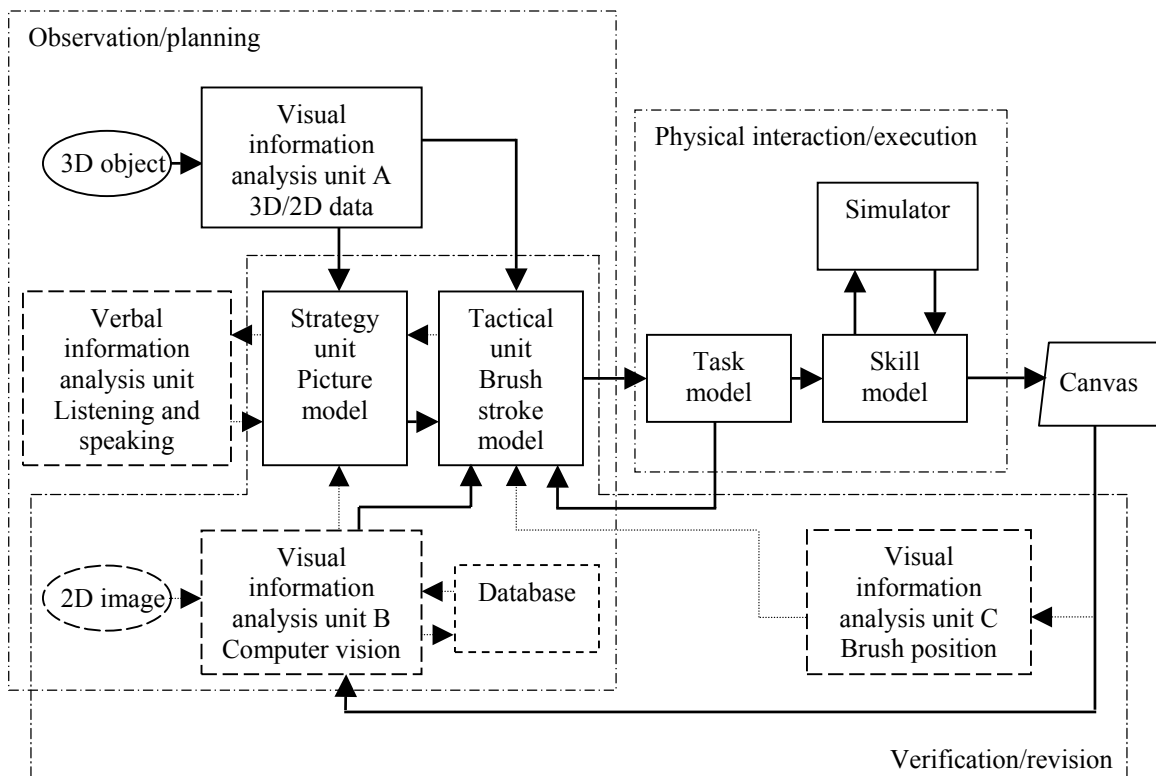 Observation/planning
3D object
Visual
information
analysis unit A
3D/2D data
Physical interaction/execution
Simulator
Verbal
information
analysis unit
Listening and
speaking
Strategy
unit
Picture
model
Tactical
unit
Brush
stroke
model
Task
model
Skill
model
Canvas
2D image
Visual
information
analysis unit B
Computer vision
Database
Visual
information
analysis unit C
Brush position
Verification/revision